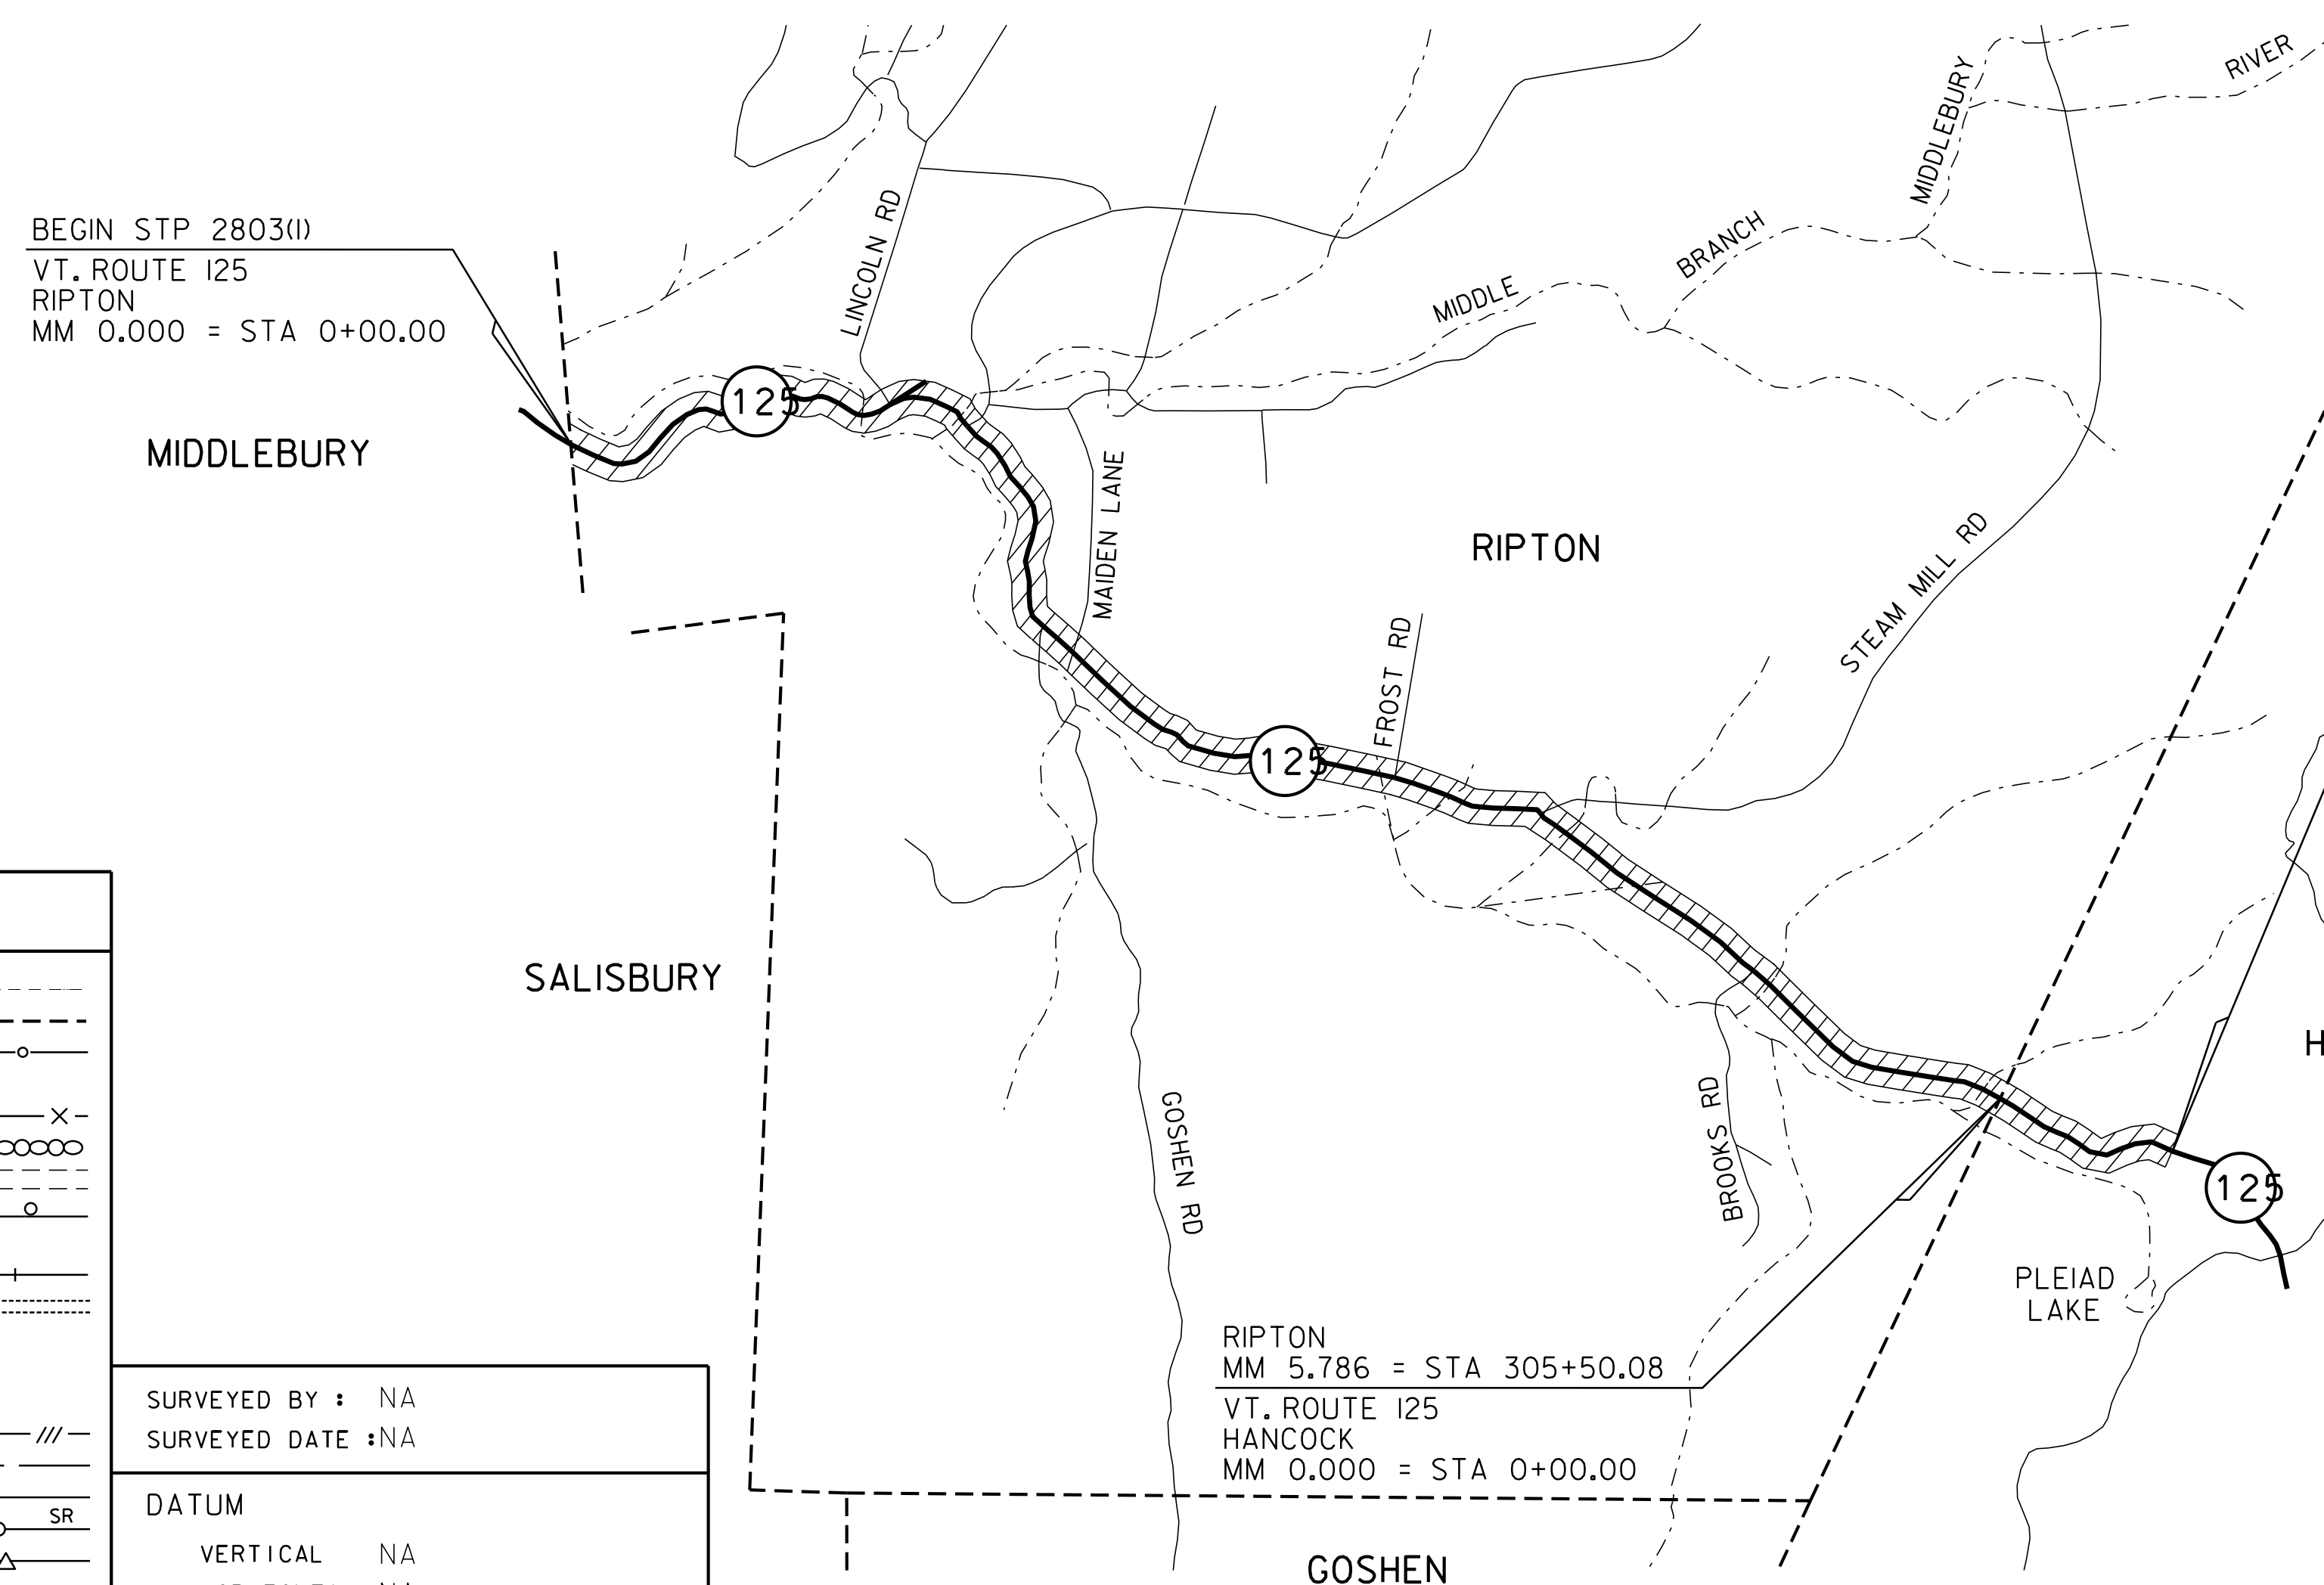 RIVER
MIDDLEBURY
BRANCH
MIDDLE
LINCOLN RD
BEGIN STP 2803(1)
VT. ROUTE 125
RIPTON
MM 0.000 = STA 0+00.00
125
MIDDLEBURY
MAIDEN LANE
RIPTON
STEAM MILL RD
FROST RD
125
SALISBURY
H
GOSHEN RD
BROOKS RD
125
PLEIAD
LAKE
RIPTON
MM 5.786 = STA 305+50.08
VT. ROUTE 125
HANCOCK
MM 0.000 = STA 0+00.00
SURVEYED BY : NA
SURVEYED DATE : NA
DATUM
SR
VERTICAL NA
GOSHEN